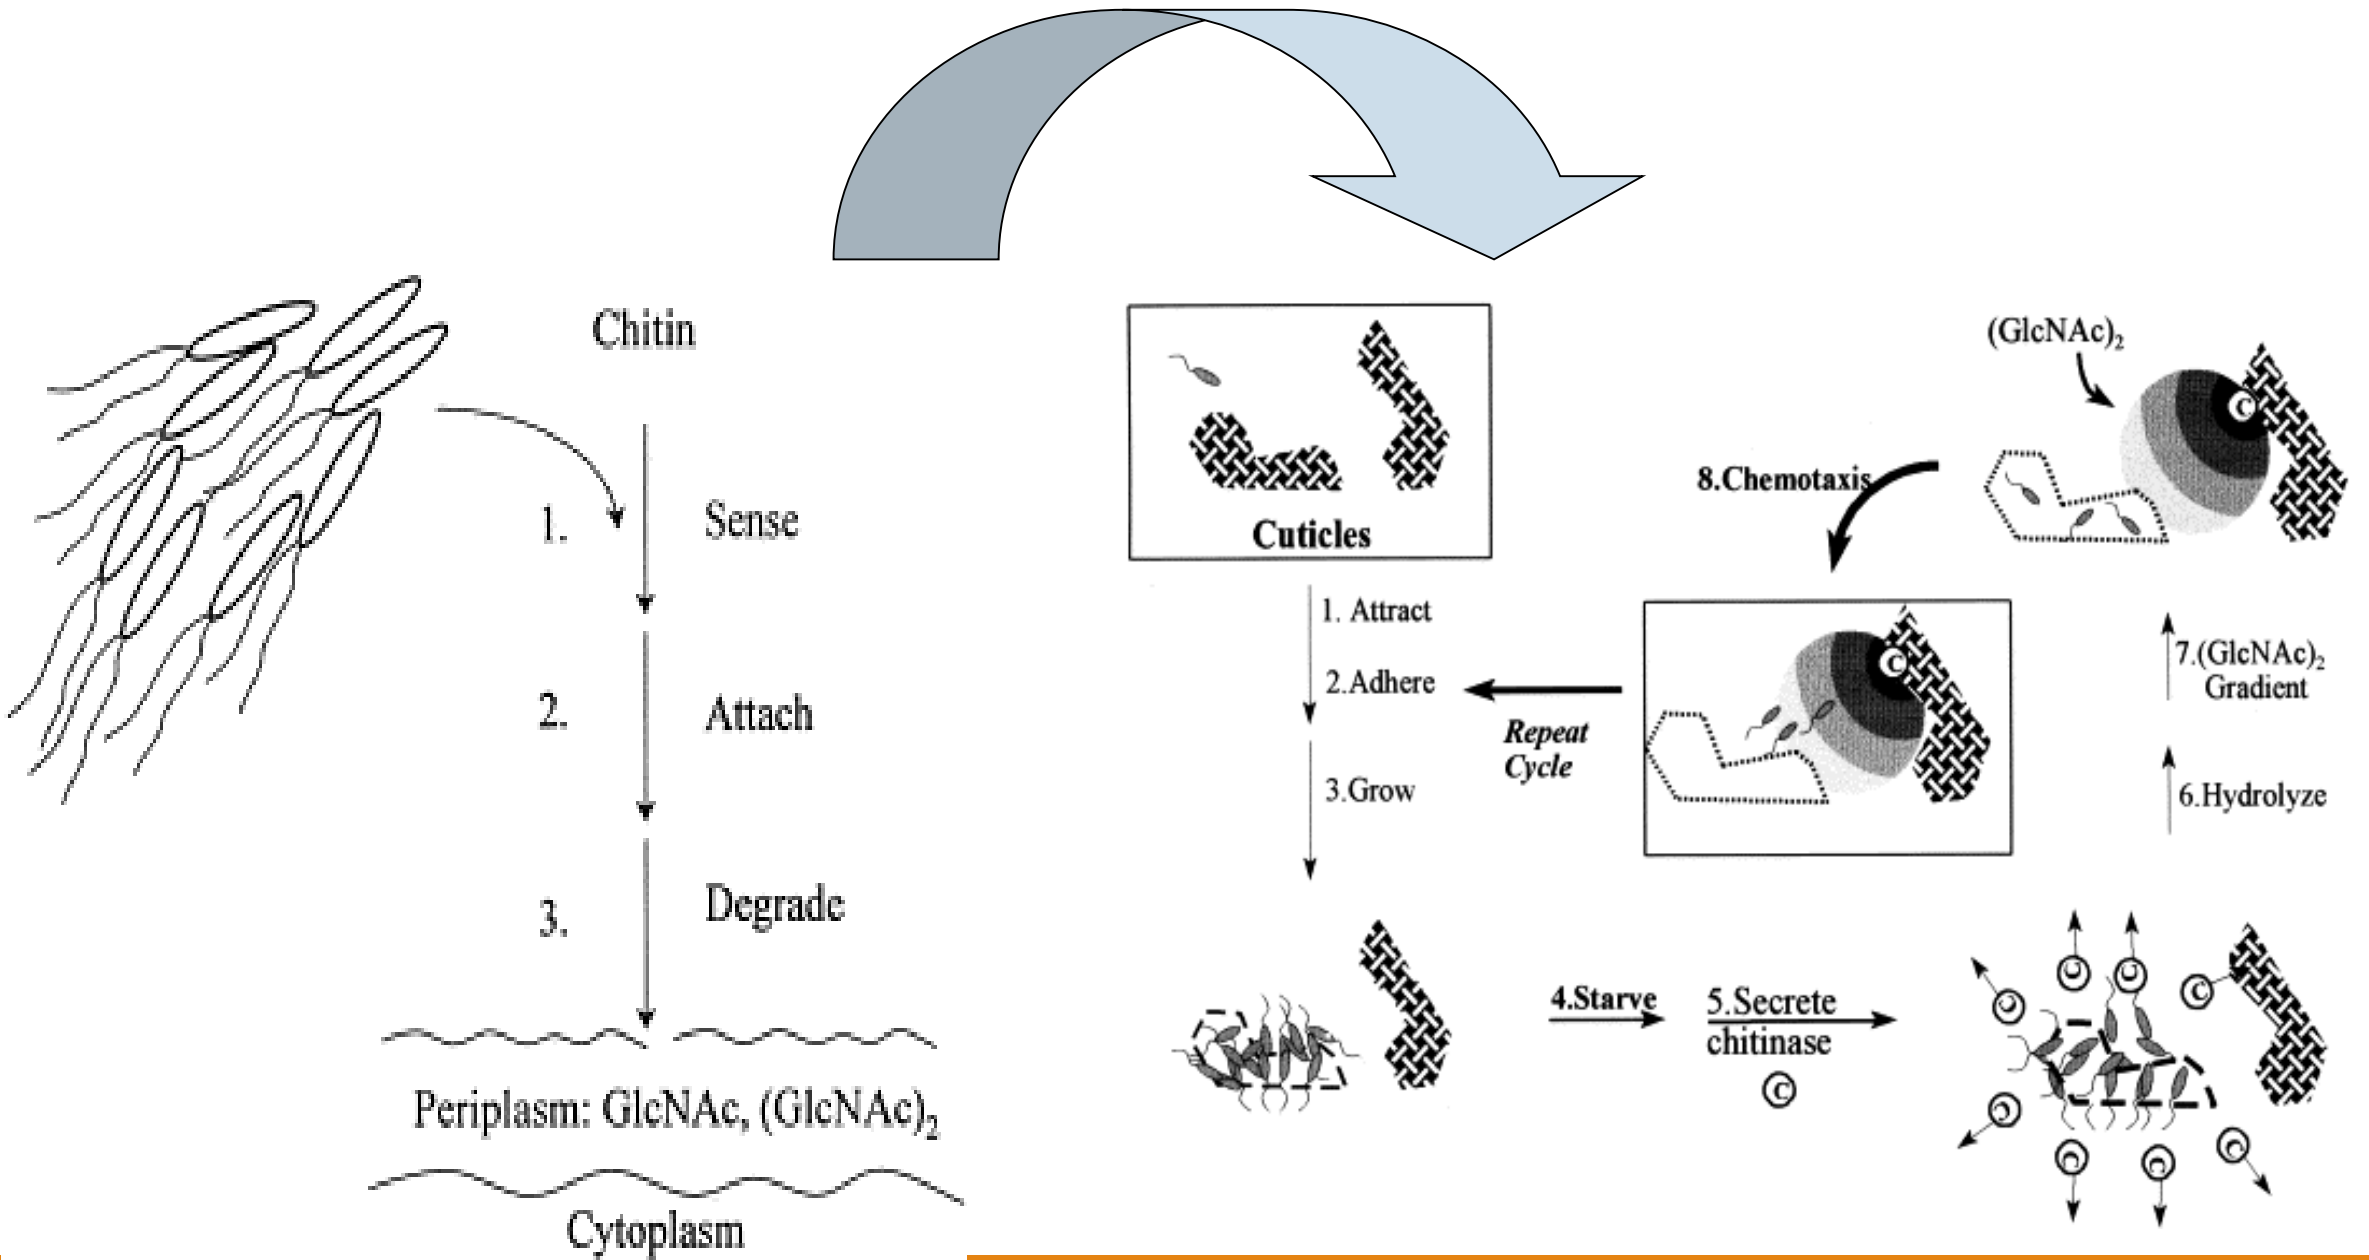 Chitin
1.
Sense
2.
Attach
3.
Degrade
Periplasm: GlcNAc, (GlcNAc)2
Cytoplasm
Cuticles
1. Attract
2.Adhere
3.Grow
4.Starve
5.Secrete
chitinase
C
C
C
C
C
C
C
C
C
C
6.Hydrolyze
7.(GlcNAc)2
Gradient
(GlcNAc)2
C
8.Chemotaxis
C
Repeat
Cycle